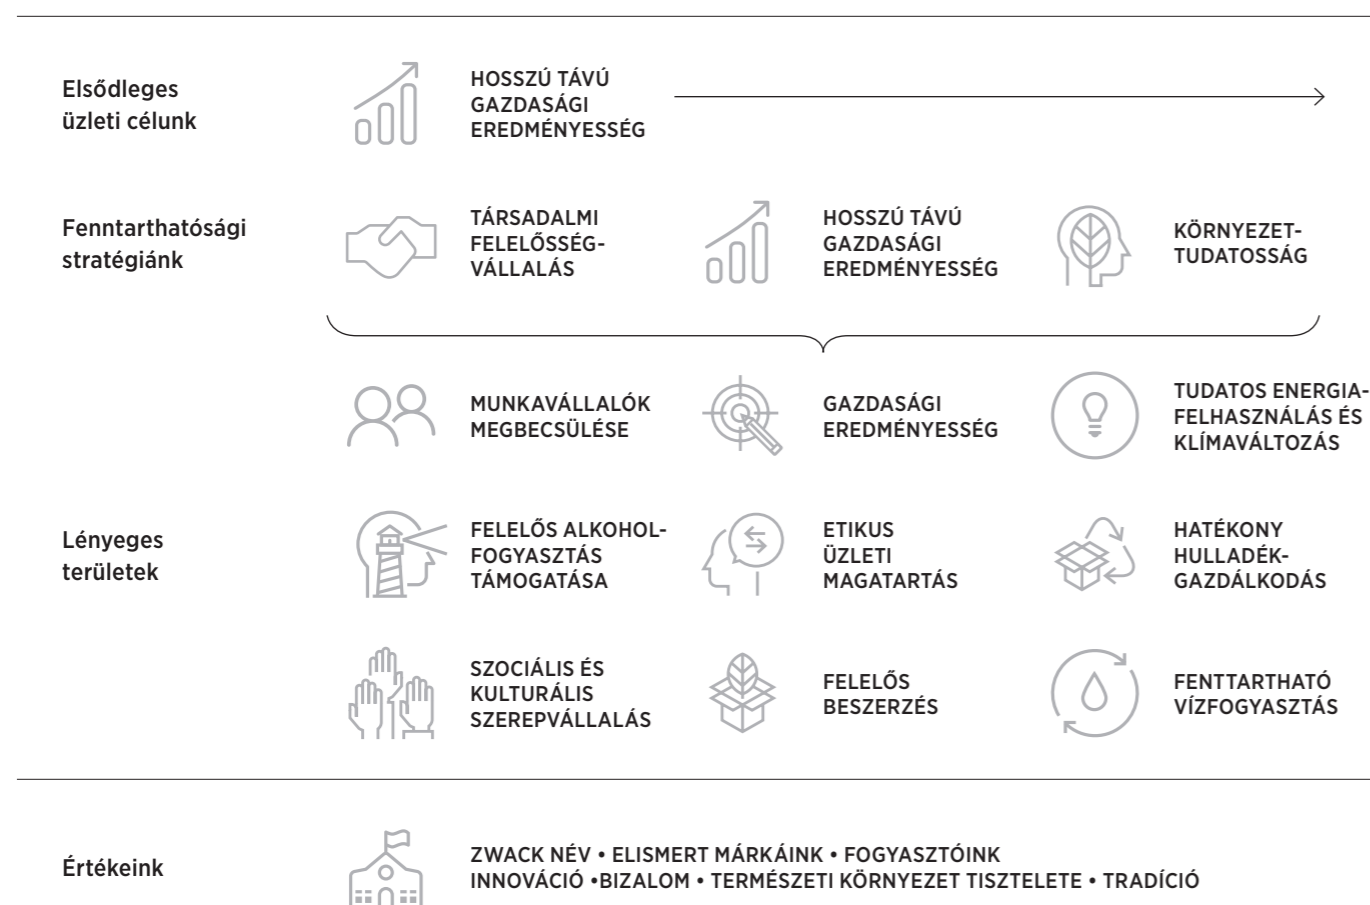 Elsődleges
üzleti célunk
HOSSZÚ TÁVÚ
GAZDASÁGI
EREDMÉNYESSÉG
Fenntarthatósági
stratégiánk
TÁRSADALMI
FELELŐSSÉG-
VÁLLALÁS
HOSSZÚ TÁVÚ
GAZDASÁGI
EREDMÉNYESSÉG
KÖRNYEZET-
TUDATOSSÁG
Lényeges
területek
MUNKAVÁLLALÓK
MEGBECSÜLÉSE
GAZDASÁGI
EREDMÉNYESSÉG
TUDATOS ENERGIA-
FELHASZNÁLÁS ÉS
KLÍMAVÁLTOZÁS
FELELŐS ALKOHOL-
FOGYASZTÁS
TÁMOGATÁSA
ETIKUS
ÜZLETI
MAGATARTÁS
HATÉKONY
HULLADÉK-
GAZDÁLKODÁS
SZOCIÁLIS ÉS
KULTURÁLIS
SZEREPVÁLLALÁS
FELELŐS
BESZERZÉS
FENTTARTHATÓ
VÍZFOGYASZTÁS
Értékeink
ZWACK NÉV • ELISMERT MÁRKÁINK • FOGYASZTÓINK
INNOVÁCIÓ •BIZALOM • TERMÉSZETI KÖRNYEZET TISZTELETE • TRADÍCIÓ